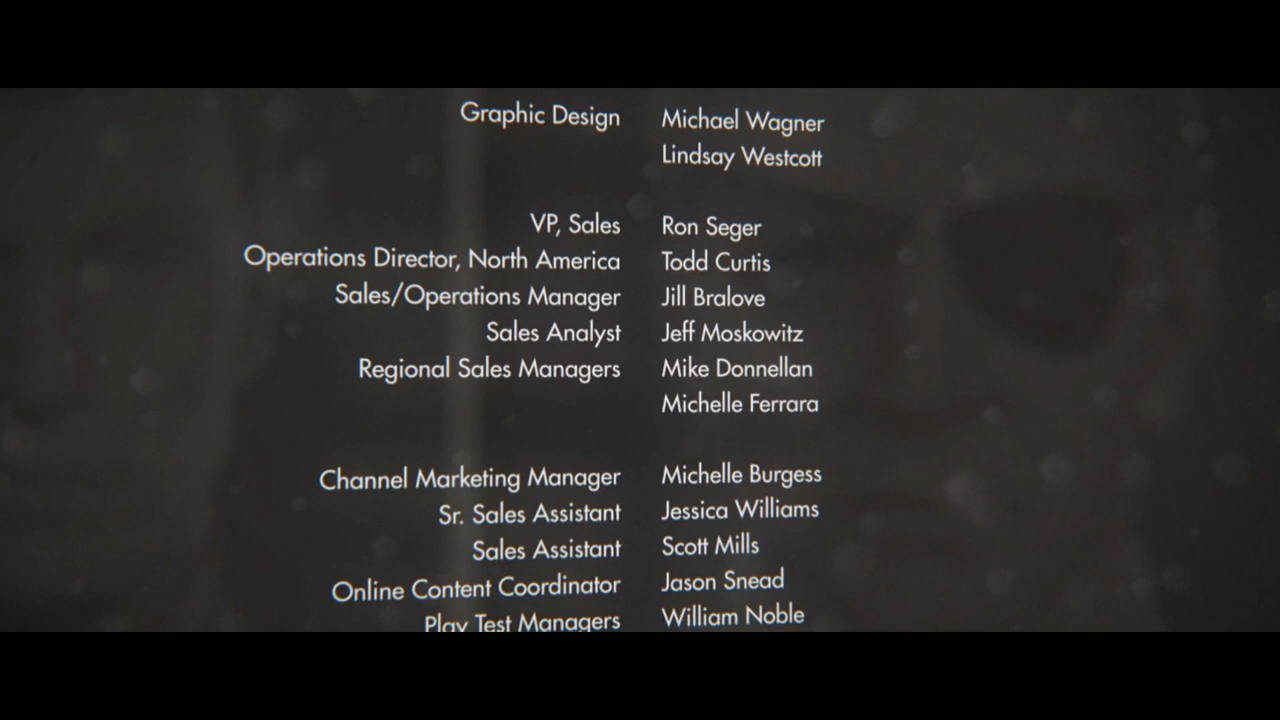 Graphic Design Michael Wagner
Lindsay Westcott
VP, Sales Ron Seger
Operations Director, North America Todd Curtis
Sales/Operations Manager Jill Bralove
Sales Analyst Jeff Moskowitz
Regional Sales Managers Mike Donnellan
Michelle Ferrara
Channel Marketing Manager Michelle Burgess
Sr. Sales Assistant Jessica Williams
Sales Assistant Scott Mills
Online Content Coordinator Jason Snead
Play Test Managers William Noble